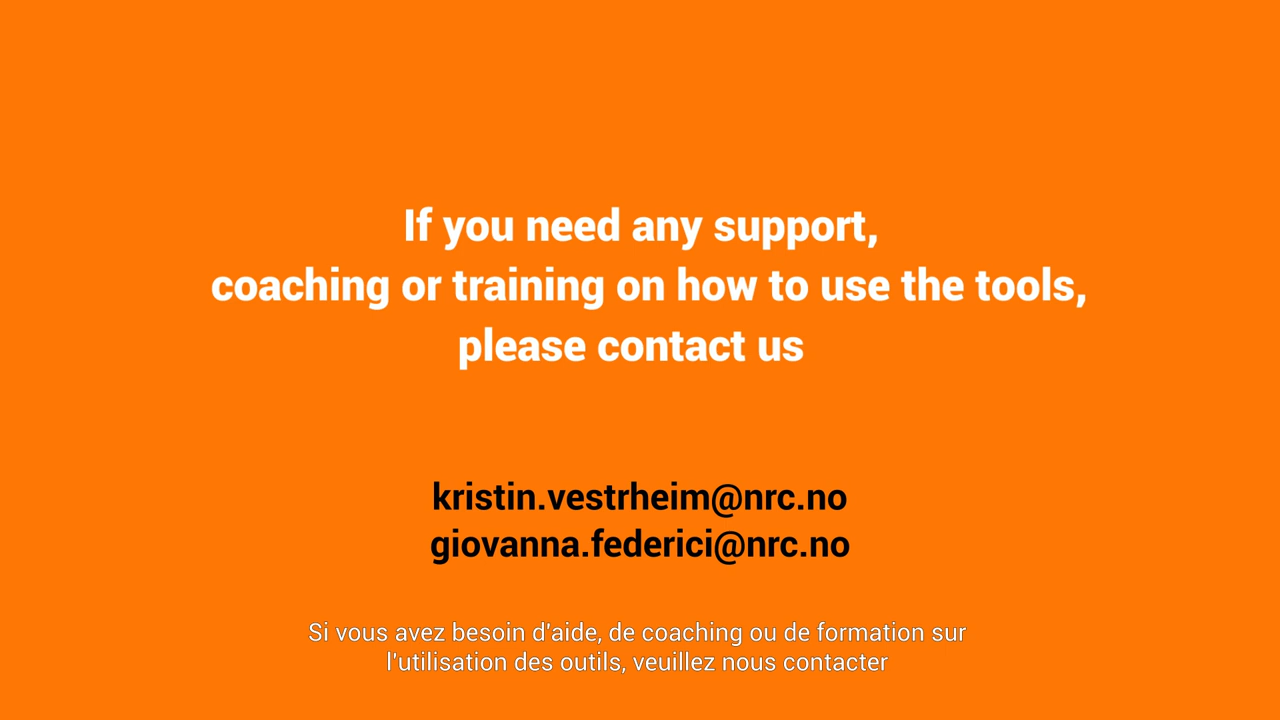 If you need any support,
coaching or training on how to use the tools,
please contact us
kristin.vestrheim@nrc.no
giovanna.federici@nrc.no
Si vous avez besoin d'aide, de coaching ou de formation sur
l'utilisation des outils, veuillez nous contacter